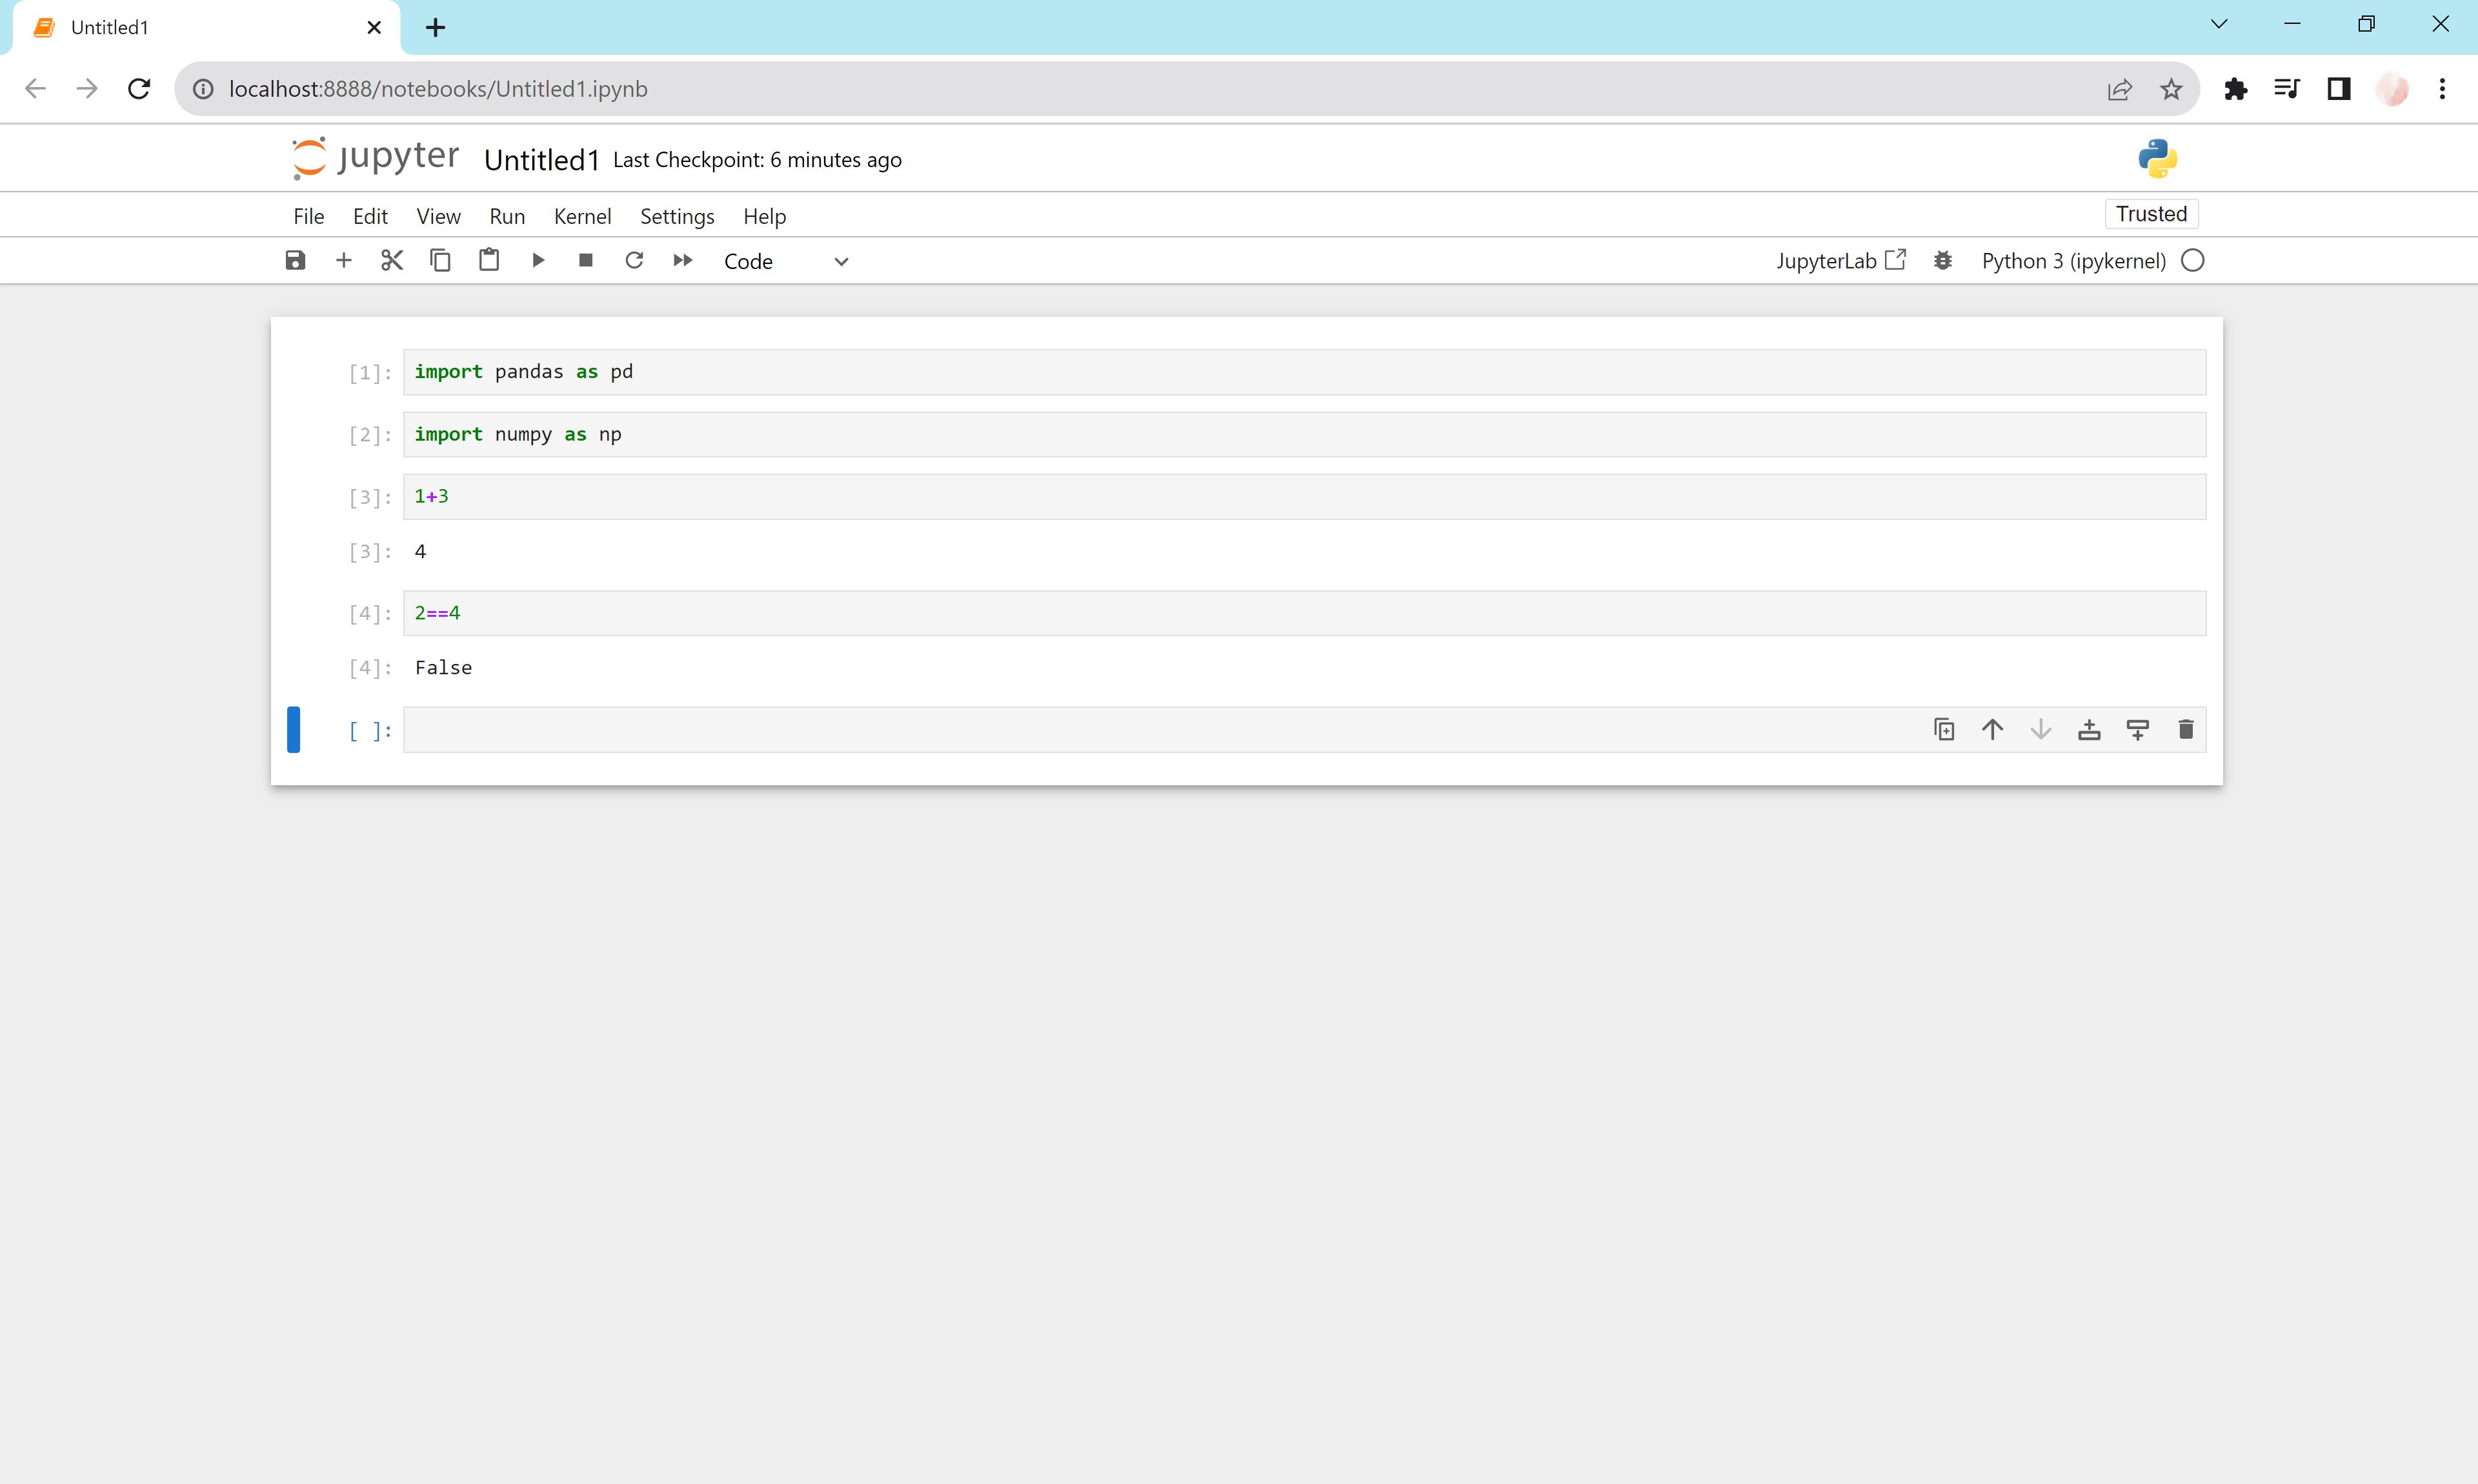 Untitled1
localhost:8888/notebooks/Untitled1.ipynb
jupyter Untitled1 Last Checkpoint: 6 minutes ago
File Edit View Run Kernel Settings Help Trusted
Code JupyterLab Python 3 (ipykernel)
[1]: import pandas as pd
[2]: import numpy as np
[3]: 1+3
[3]: 4
[4]: 2==4
[4]: False
[ ]: